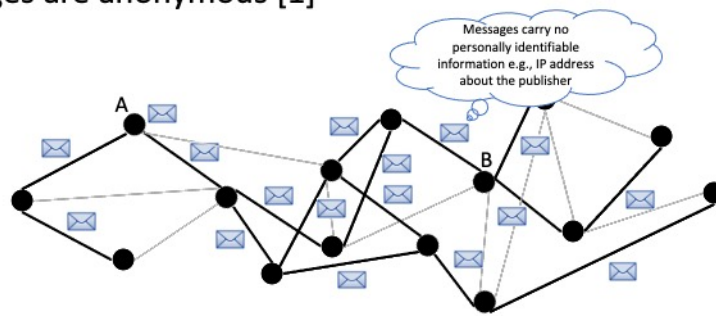 ges are anonymous [1]
Messages carry no
personally identifiable
information e.g., IP address
about the publisher
A
B